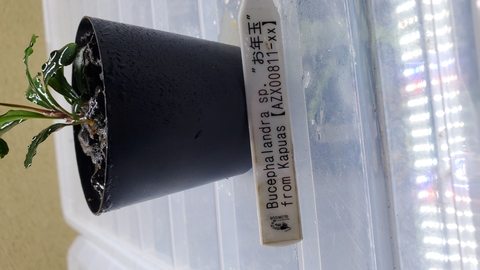 "お年玉"
Bucephalandra sp.
from Kapuas【AZX00811-xx】